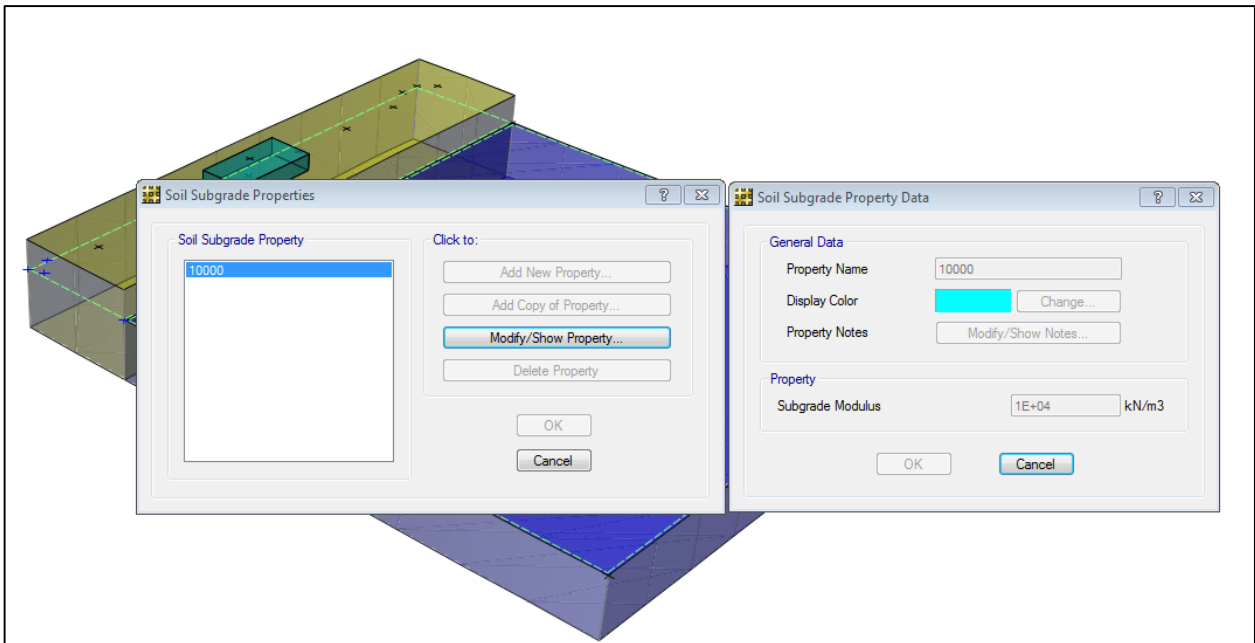 Soil Subgrade Properties
Soil Subgrade Property
10000
Click to:
Add New Property...
Add Copy of Property...
Modify/Show Property...
Delete Property
OK
Cancel
Soil Subgrade Property Data
General Data
Property Name 10000
Display Color Change...
Property Notes Modify/Show Notes...
Property
Subgrade Modulus 1E+04 kN/m3
OK Cancel